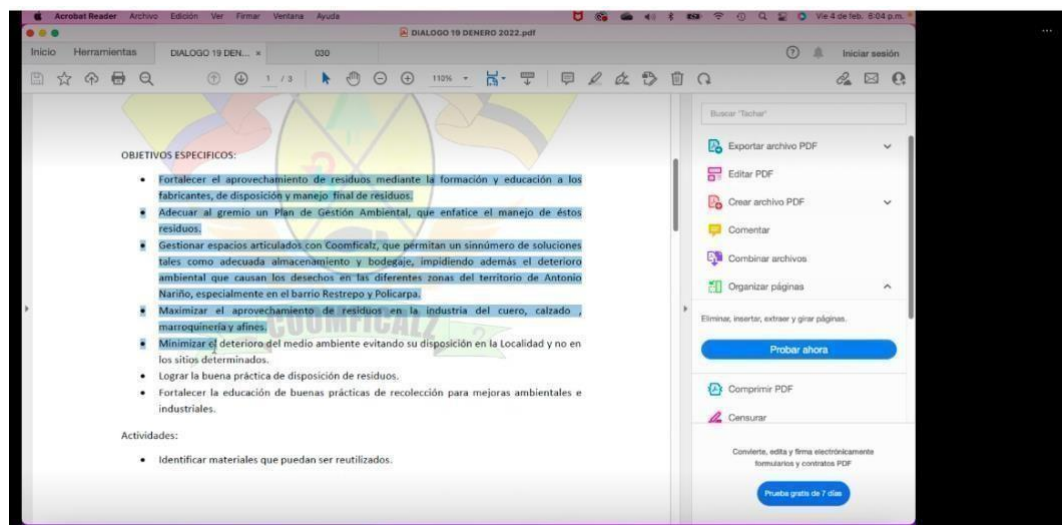 Acrobat Reader Archivo Edición Ver Firmar Ventana Ayuda
Vie 4 de feb. 6:04 p.m.
DIALOGO 19 DENERO 2022.pdf
Inicio Herramientas DIALOGO 19 DEN... × 030
Iniciar sesión
1 / 3 110%
OBJETIVOS ESPECIFICOS:
• Fortalecer el aprovechamiento de residuos mediante la formación y educación a los
fabricantes, de disposición y manejo final de residuos.
• Adecuar al gremio un Plan de Gestión Ambiental, que enfatice el manejo de éstos
residuos.
• Gestionar espacios articulados con Coomficalz, que permitan un sinnúmero de soluciones
tales como adecuada almacenamiento y bodegaje, impidiendo además el deterioro
ambiental que causan los desechos en las diferentes zonas del territorio de Antonio
Nariño, especialmente en el barrio Restrepo y Policarpa.
• Maximizar el aprovechamiento de residuos en la industria del cuero, calzado ,
marroquinería y afines.
• Minimizar el deterioro del medio ambiente evitando su disposición en la Localidad y no en
los sitios determinados.
• Lograr la buena práctica de disposición de residuos.
• Fortalecer la educación de buenas prácticas de recolección para mejoras ambientales e
industriales.
Actividades:
• Identificar materiales que puedan ser reutilizados.
COOMFICALZ
Buscar "Tachar"
Exportar archivo PDF
Editar PDF
Crear archivo PDF
Comentar
Combinar archivos
Organizar páginas
Eliminar, insertar, extraer y girar páginas.
Probar ahora
Comprimir PDF
Censurar
Convierte, edita y firma electrónicamente
formularios y contratos PDF
Prueba gratis de 7 días